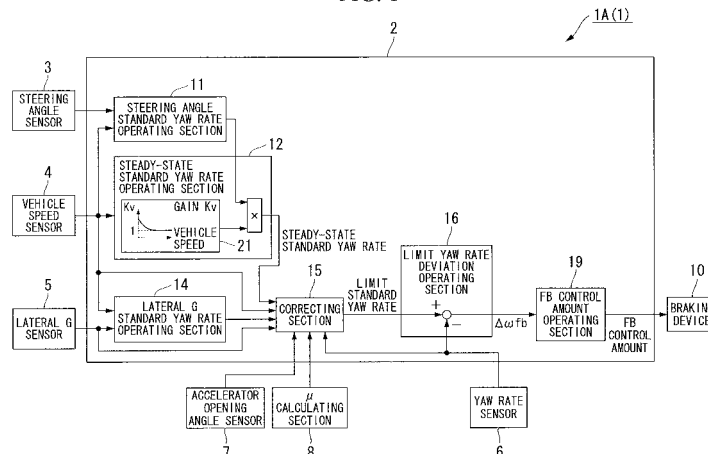 1A(1)
2
3
STEERING
ANGLE
SENSOR
11
STEERING ANGLE
STANDARD YAW RATE
OPERATING SECTION
12
4
VEHICLE
SPEED
SENSOR
STEADY-STATE
STANDARD YAW RATE
OPERATING SECTION
Kv
GAIN Kv
1
VEHICLE
SPEED
×
21
STEADY-STATE
STANDARD YAW RATE
5
LATERAL G
SENSOR
14
LATERAL G
STANDARD YAW RATE
OPERATING SECTION
15
CORRECTING
SECTION
LIMIT
STANDARD
YAW RATE
16
LIMIT YAW RATE
DEVIATION
OPERATING
SECTION
+
−
Δωfb
19
FB CONTROL
AMOUNT
OPERATING
SECTION
FB
CONTROL
AMOUNT
10
BRAKING
DEVICE
ACCELERATOR
OPENING
ANGLE SENSOR
7
μ
CALCULATING
SECTION
8
YAW RATE
SENSOR
6